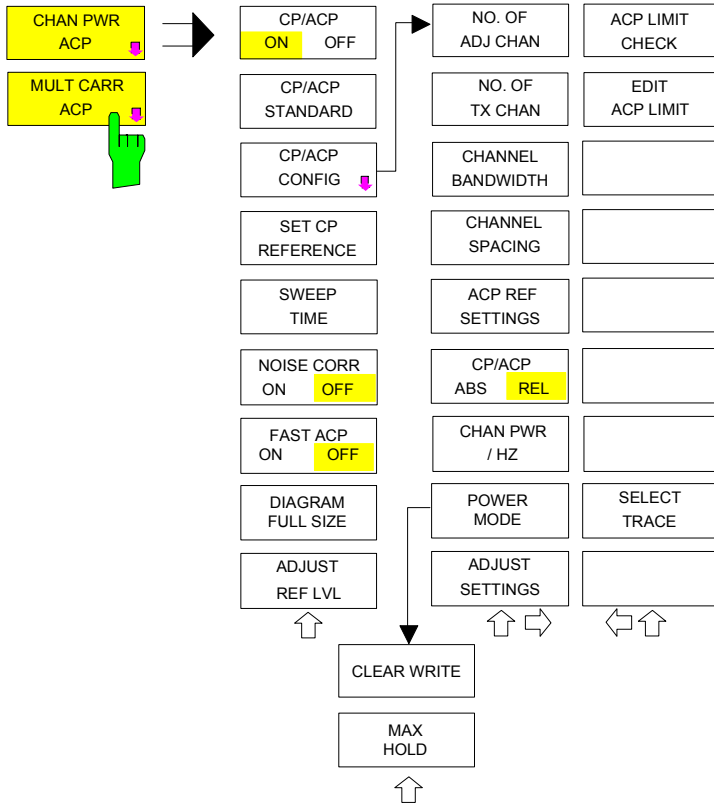 CHAN PWR
ACP
MULT CARR
ACP
CP/ACP
ON OFF
CP/ACP
STANDARD
CP/ACP
CONFIG
SET CP
REFERENCE
SWEEP
TIME
NOISE CORR
ON OFF
FAST ACP
ON OFF
DIAGRAM
FULL SIZE
ADJUST
REF LVL
NO. OF
ADJ CHAN
NO. OF
TX CHAN
CHANNEL
BANDWIDTH
CHANNEL
SPACING
ACP REF
SETTINGS
CP/ACP
ABS REL
CHAN PWR
/ HZ
POWER
MODE
ADJUST
SETTINGS
ACP LIMIT
CHECK
EDIT
ACP LIMIT
SELECT
TRACE
CLEAR WRITE
MAX
HOLD